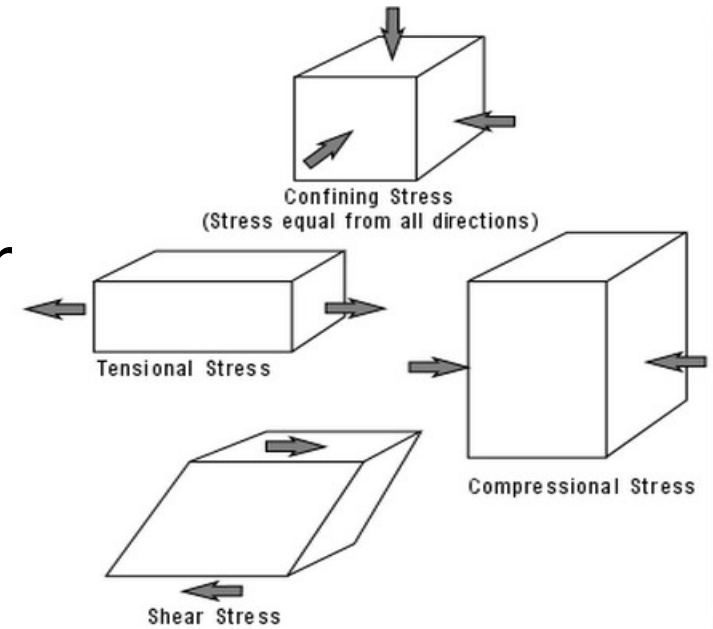 Confining Stress
(Stress equal from all directions)
Tensional Stress
Compressional Stress
Shear Stress